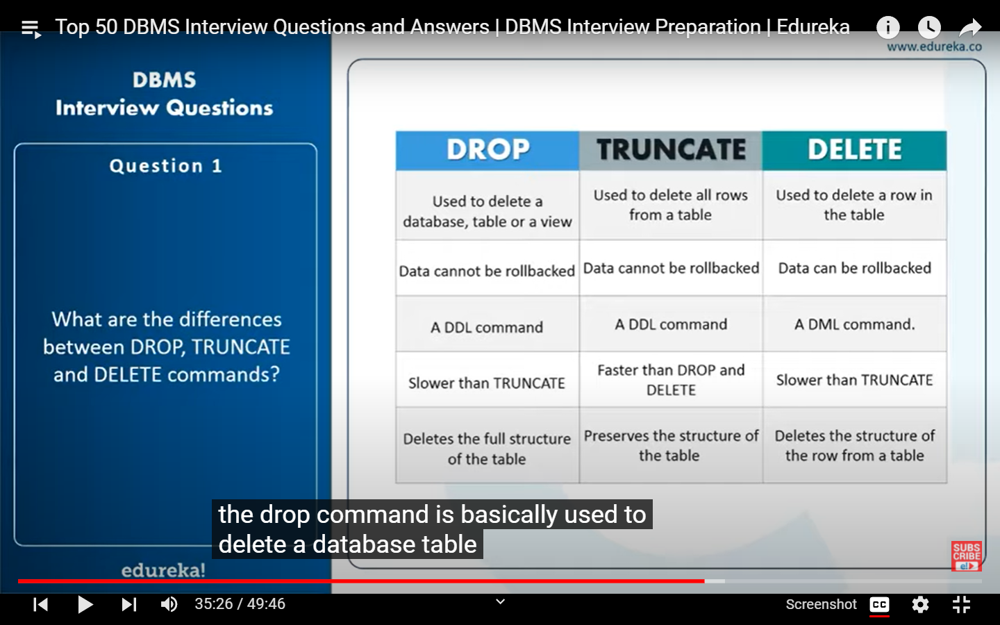 Top 50 DBMS Interview Questions and Answers | DBMS Interview Preparation | Edureka
www.edureka.co
DBMS
Interview Questions
Question 1
What are the differences
between DROP, TRUNCATE
and DELETE commands?
DROP TRUNCATE DELETE
Used to delete a
database, table or a view
Used to delete all rows
from a table
Used to delete a row in
the table
Data cannot be rollbacked
Data cannot be rollbacked
Data can be rollbacked
A DDL command
A DDL command
A DML command.
Slower than TRUNCATE
Faster than DROP and
DELETE
Slower than TRUNCATE
Deletes the full structure
of the table
Preserves the structure of
the table
Deletes the structure of
the row from a table
the drop command is basically used to
delete a database table
edureka!
SUBS
CRIBE
e!
35:26 / 49:46
Screenshot
CC